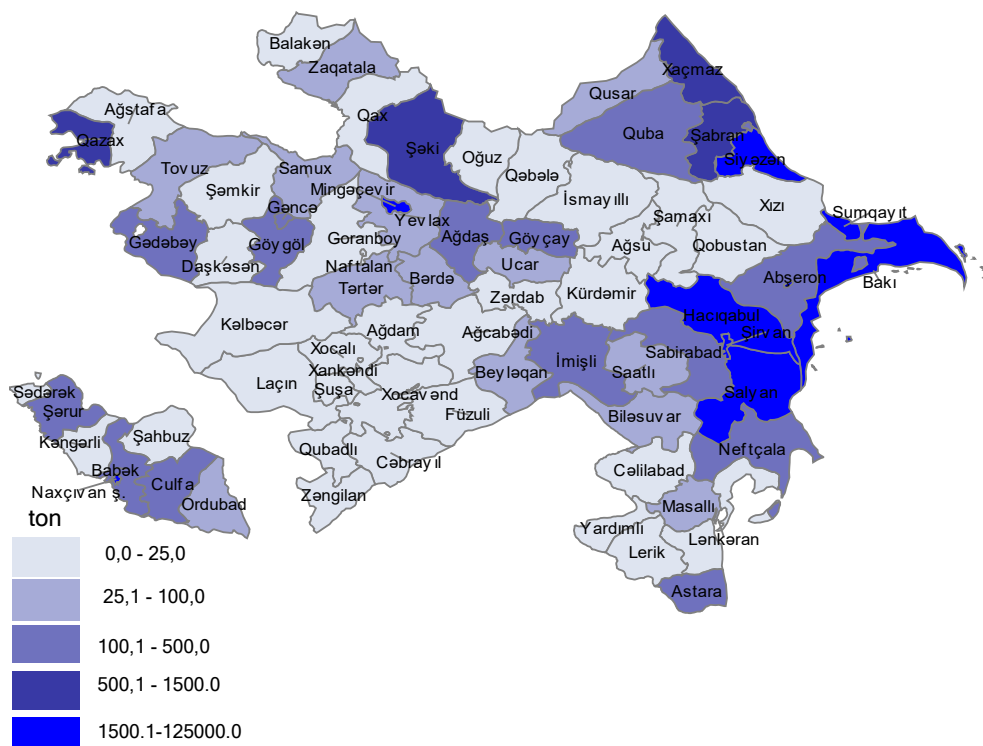 Balakən
Zaqatala
Xaçmaz
Ağstafa
Qusar
Qax
Quba
Qazax
Şəki
Şabran
Oğuz
Siyəzən
Tovuz
Samux
Qəbələ
Şəmkir
Mingəçevir
İsmayıllı
Gəncə
Xızı
Şamaxı
Sumqayıt
Yevlax
Gədəbəy
Göygöl
Goranboy
Ağdaş
Göyçay
Ağsu
Qobustan
Daşkəsən
Naftalan
Ucar
Abşeron
Bakı
Tərtər
Bərdə
Zərdab
Kürdəmir
Kəlbəcər
Ağdam
Ağcabədi
Hacıqabul
Şirvan
Xocalı
Xankəndi
Laçın
Şuşa
Beyləqan
İmişli
Sabirabad
Saatlı
Salyan
Sədərək
Xocavənd
Şərur
Füzuli
Biləsuvar
Kəngərli
Şahbuz
Qubadlı
Neftçala
Cəbrayıl
Babək
Cəlilabad
Culfa
Naxçıvan ş.
Zəngilan
Ordubad
Masallı
ton
Yardımlı
Lənkəran
Lerik
Astara
0,0 - 25,0
25,1 - 100,0
100,1 - 500,0
500,1 - 1500.0
1500.1-125000.0